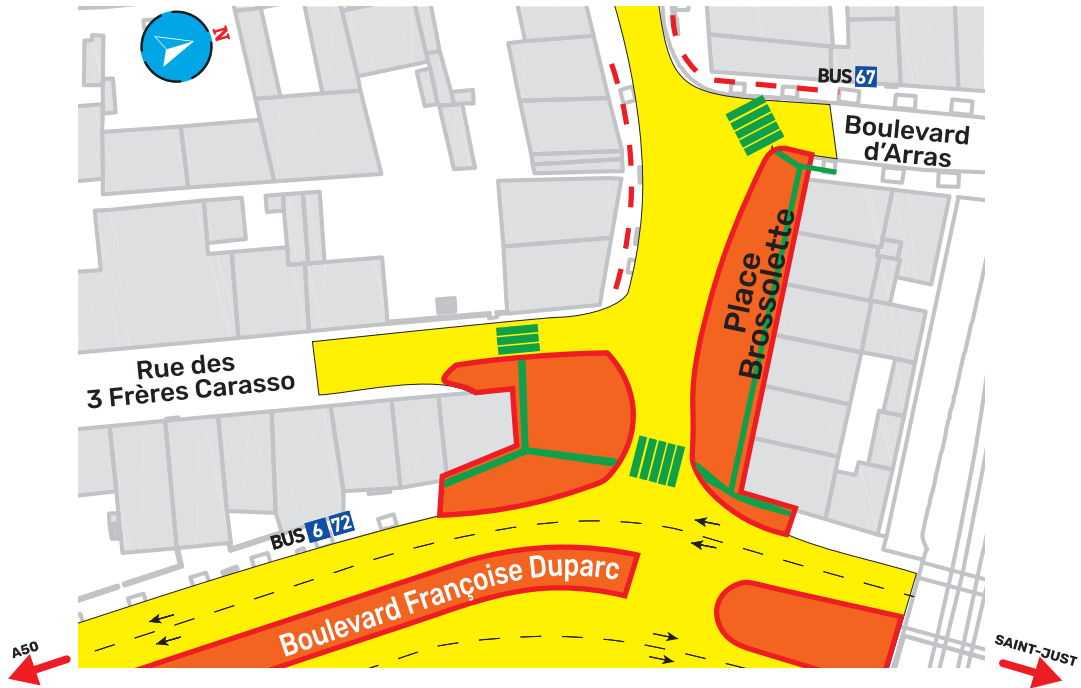 N
BUS 67
Boulevard
d'Arras
Place
Brossolette
Rue des
3 Frères Carasso
BUS 6 72
Boulevard Françoise Duparc
A50
SAINT-JUST